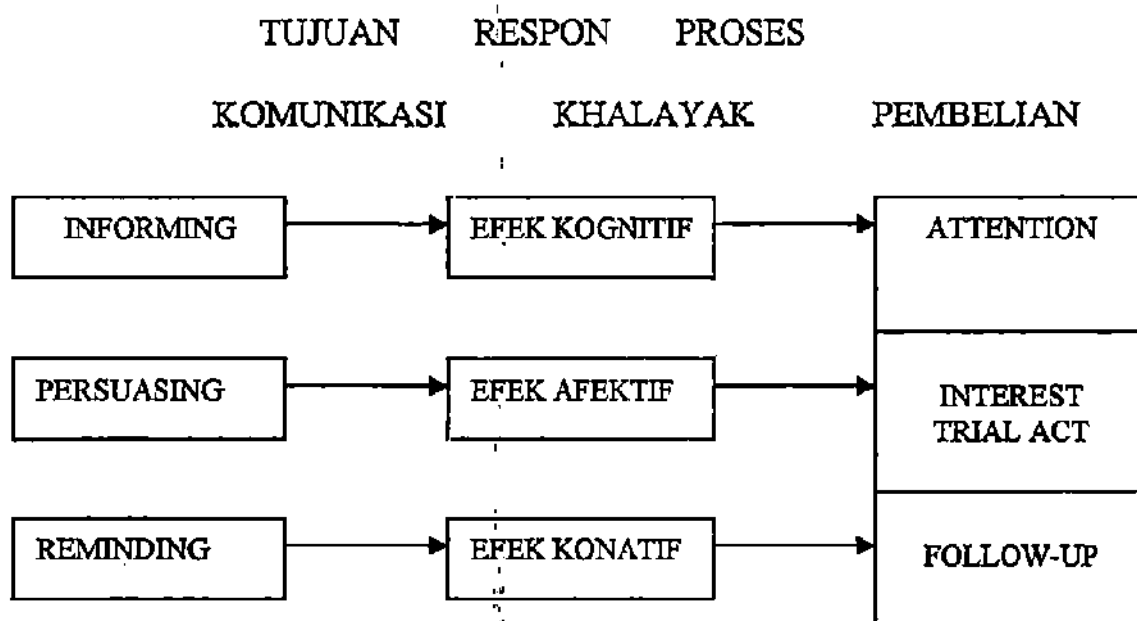 TUJUAN RESPON PROSES
KOMUNIKASI KHALAYAK PEMBELIAN
INFORMING EFEK KOGNITIF ATTENTION
PERSUASING EFEK AFEKTIF INTEREST
TRIAL ACT
REMINDING EFEK KONATIF FOLLOW-UP